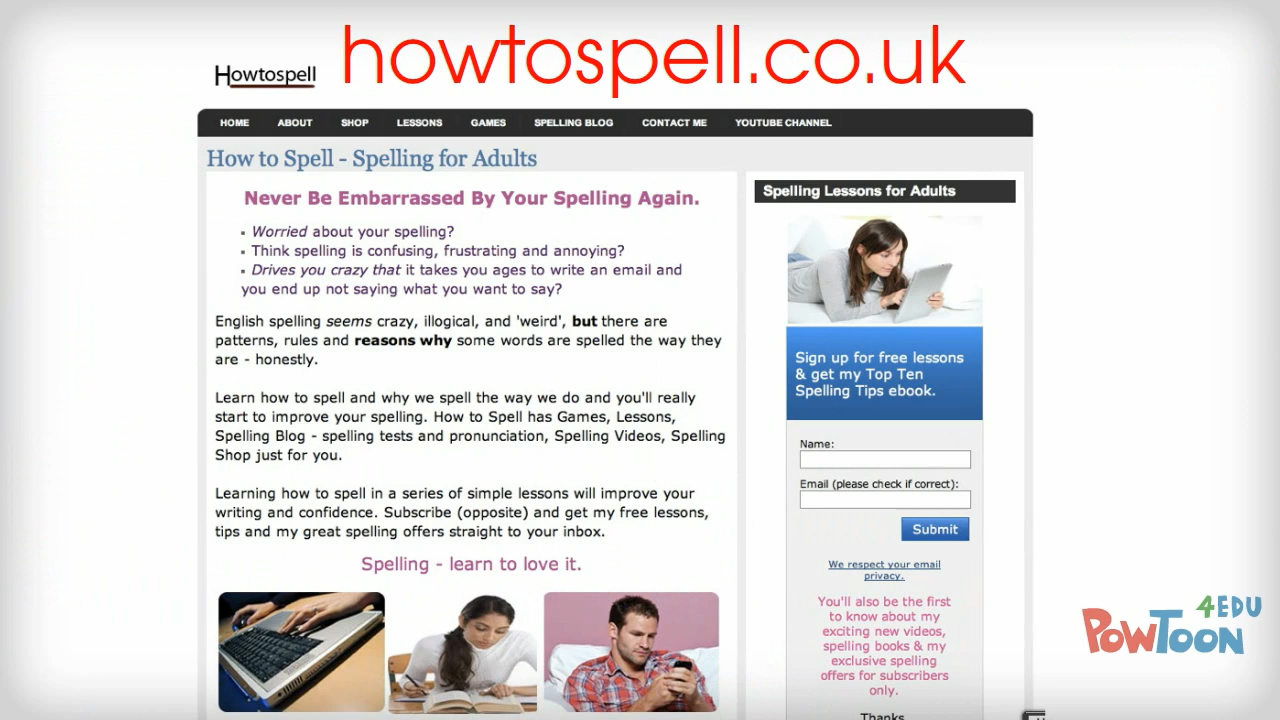 howtospell.co.uk
Howtospell
HOME ABOUT SHOP LESSONS GAMES SPELLING BLOG CONTACT ME YOUTUBE CHANNEL
How to Spell - Spelling for Adults
Never Be Embarrassed By Your Spelling Again.
Worried about your spelling?
Think spelling is confusing, frustrating and annoying?
Drives you crazy that it takes you ages to write an email and
you end up not saying what you want to say?
English spelling seems crazy, illogical, and 'weird', but there are
patterns, rules and reasons why some words are spelled the way they
are - honestly.
Learn how to spell and why we spell the way we do and you'll really
start to improve your spelling. How to Spell has Games, Lessons,
Spelling Blog - spelling tests and pronunciation, Spelling Videos, Spelling
Shop just for you.
Learning how to spell in a series of simple lessons will improve your
writing and confidence. Subscribe (opposite) and get my free lessons,
tips and my great spelling offers straight to your inbox.
Spelling - learn to love it.
Spelling Lessons for Adults
Sign up for free lessons
& get my Top Ten
Spelling Tips ebook.
Name:
Email (please check if correct):
Submit
We respect your email
privacy.
You'll also be the first
to know about my
exciting new videos,
spelling books & my
exclusive spelling
offers for subscribers
only.
Thanks
4EDU
POWTOON